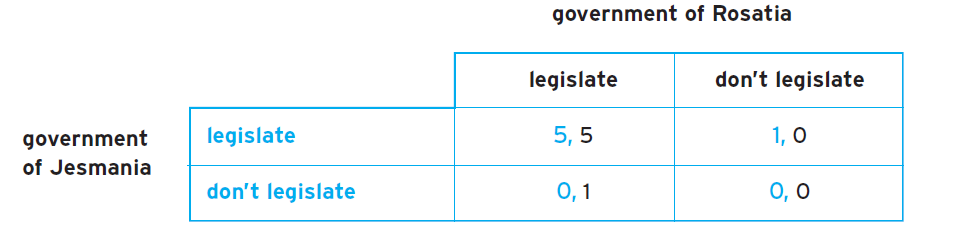 government of Rosatia
legislate don't legislate
government
of Jesmania
legislate 5, 5 1, 0
don't legislate 0, 1 0, 0